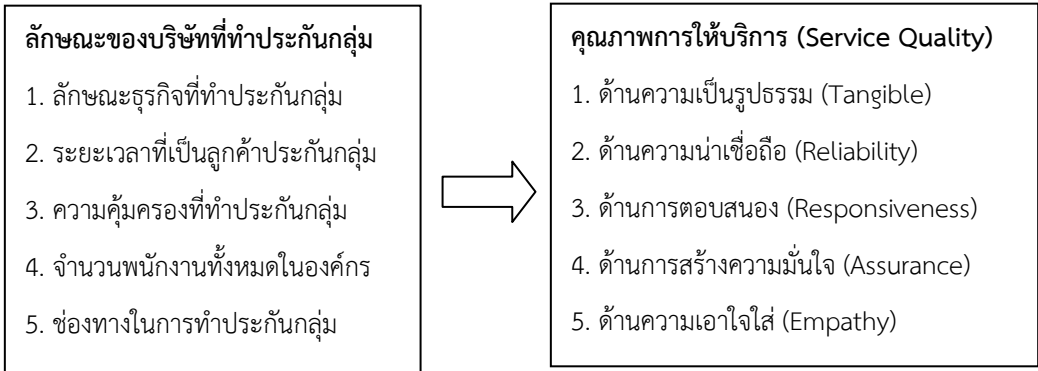 ลักษณะของบริษัทที่ทำประกันกลุ่ม
1. ลักษณะธุรกิจที่ทำประกันกลุ่ม
2. ระยะเวลาที่เป็นลูกค้าประกันกลุ่ม
3. ความคุ้มครองที่ทำประกันกลุ่ม
4. จำนวนพนักงานทั้งหมดในองค์กร
5. ช่องทางในการทำประกันกลุ่ม
คุณภาพการให้บริการ (Service Quality)
1. ด้านความเป็นรูปธรรม (Tangible)
2. ด้านความน่าเชื่อถือ (Reliability)
3. ด้านการตอบสนอง (Responsiveness)
4. ด้านการสร้างความมั่นใจ (Assurance)
5. ด้านความเอาใจใส่ (Empathy)